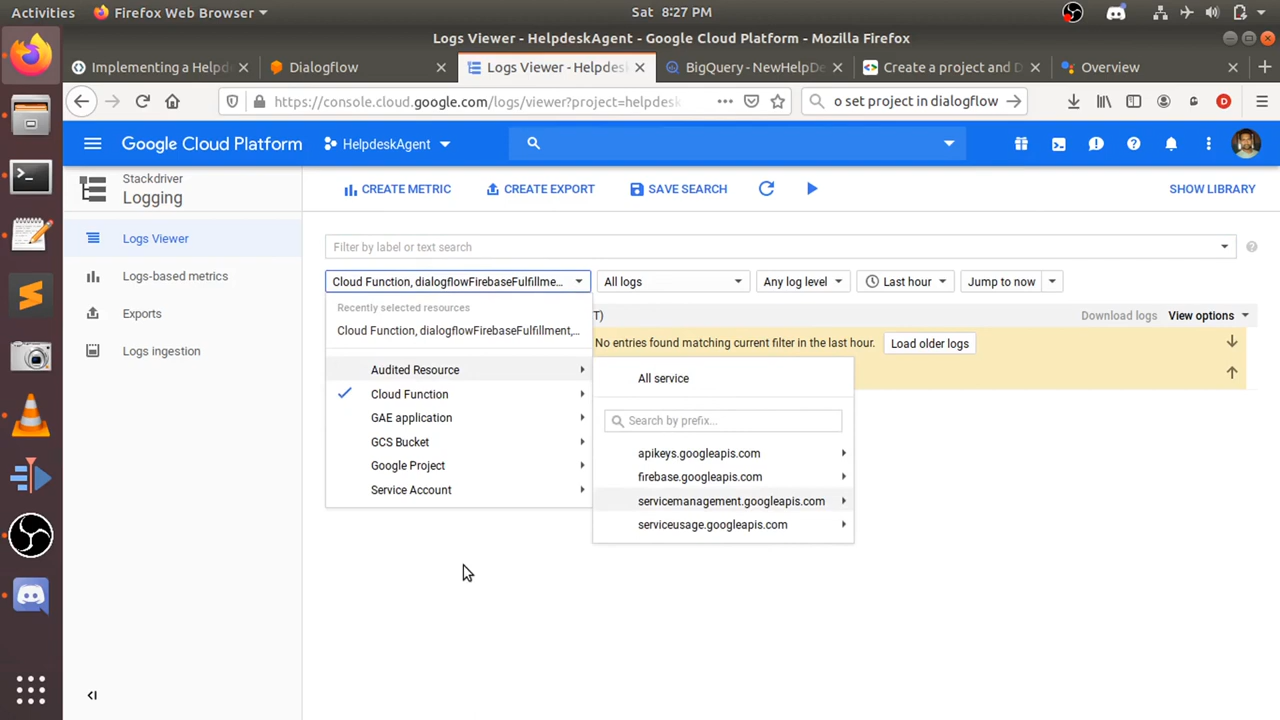 Activities
Firefox Web Browser
Sat 8:27 PM
Logs Viewer - HelpdeskAgent - Google Cloud Platform - Mozilla Firefox
Implementing a Helpd
Dialogflow
Logs Viewer - Helpdesk
BigQuery - NewHelpDe
Create a project and D
Overview
https://console.cloud.google.com/logs/viewer?project=helpdesk
o set project in dialogflow
Google Cloud Platform
HelpdeskAgent
Stackdriver
Logging
CREATE METRIC
CREATE EXPORT
SAVE SEARCH
SHOW LIBRARY
Logs Viewer
Logs-based metrics
Exports
Logs ingestion
Filter by label or text search
Cloud Function, dialogflowFirebaseFulfillme...
All logs
Any log level
Last hour
Jump to now
Recently selected resources
T)
Download logs
View options
Cloud Function, dialogflowFirebaseFulfillment,...
No entries found matching current filter in the last hour.
Load older logs
Audited Resource
Cloud Function
GAE application
GCS Bucket
Google Project
Service Account
All service
Search by prefix...
apikeys.googleapis.com
firebase.googleapis.com
servicemanagement.googleapis.com
serviceusage.googleapis.com